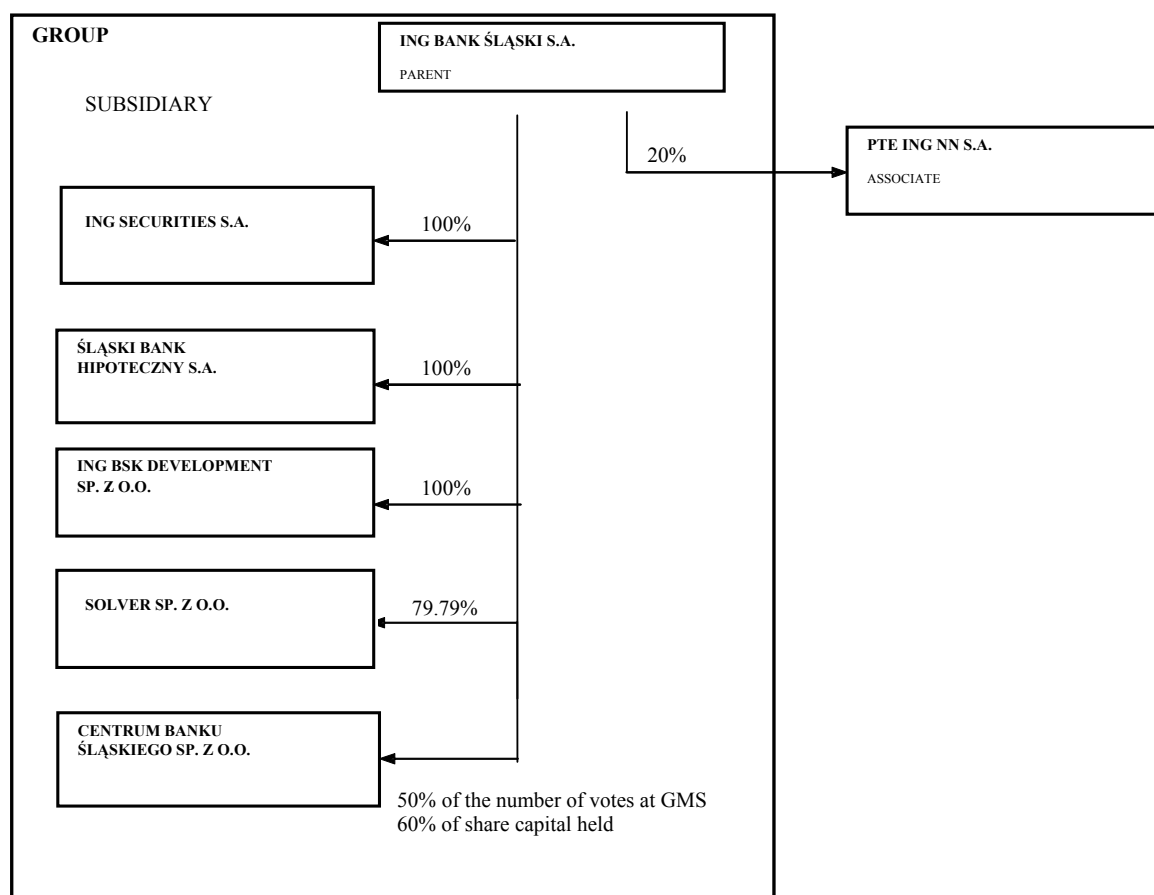 GROUP
ING BANK ŚLĄSKI S.A.
PARENT
SUBSIDIARY
20%
PTE ING NN S.A.
ASSOCIATE
ING SECURITIES S.A.
100%
ŚLĄSKI BANK
HIPOTECZNY S.A.
100%
ING BSK DEVELOPMENT
SP. Z O.O.
100%
SOLVER SP. Z O.O.
79.79%
CENTRUM BANKU
ŚLĄSKIEGO SP. Z O.O.
50% of the number of votes at GMS
60% of share capital held